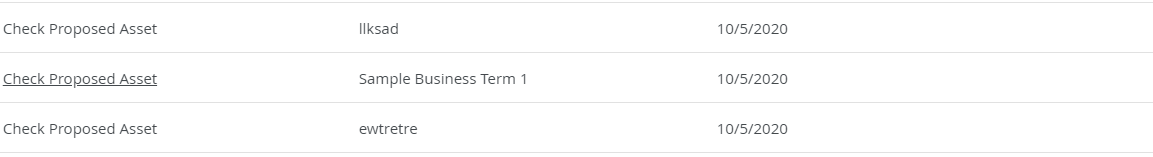 Check Proposed Asset llksad 10/5/2020
Check Proposed Asset Sample Business Term 1 10/5/2020
Check Proposed Asset ewtretre 10/5/2020